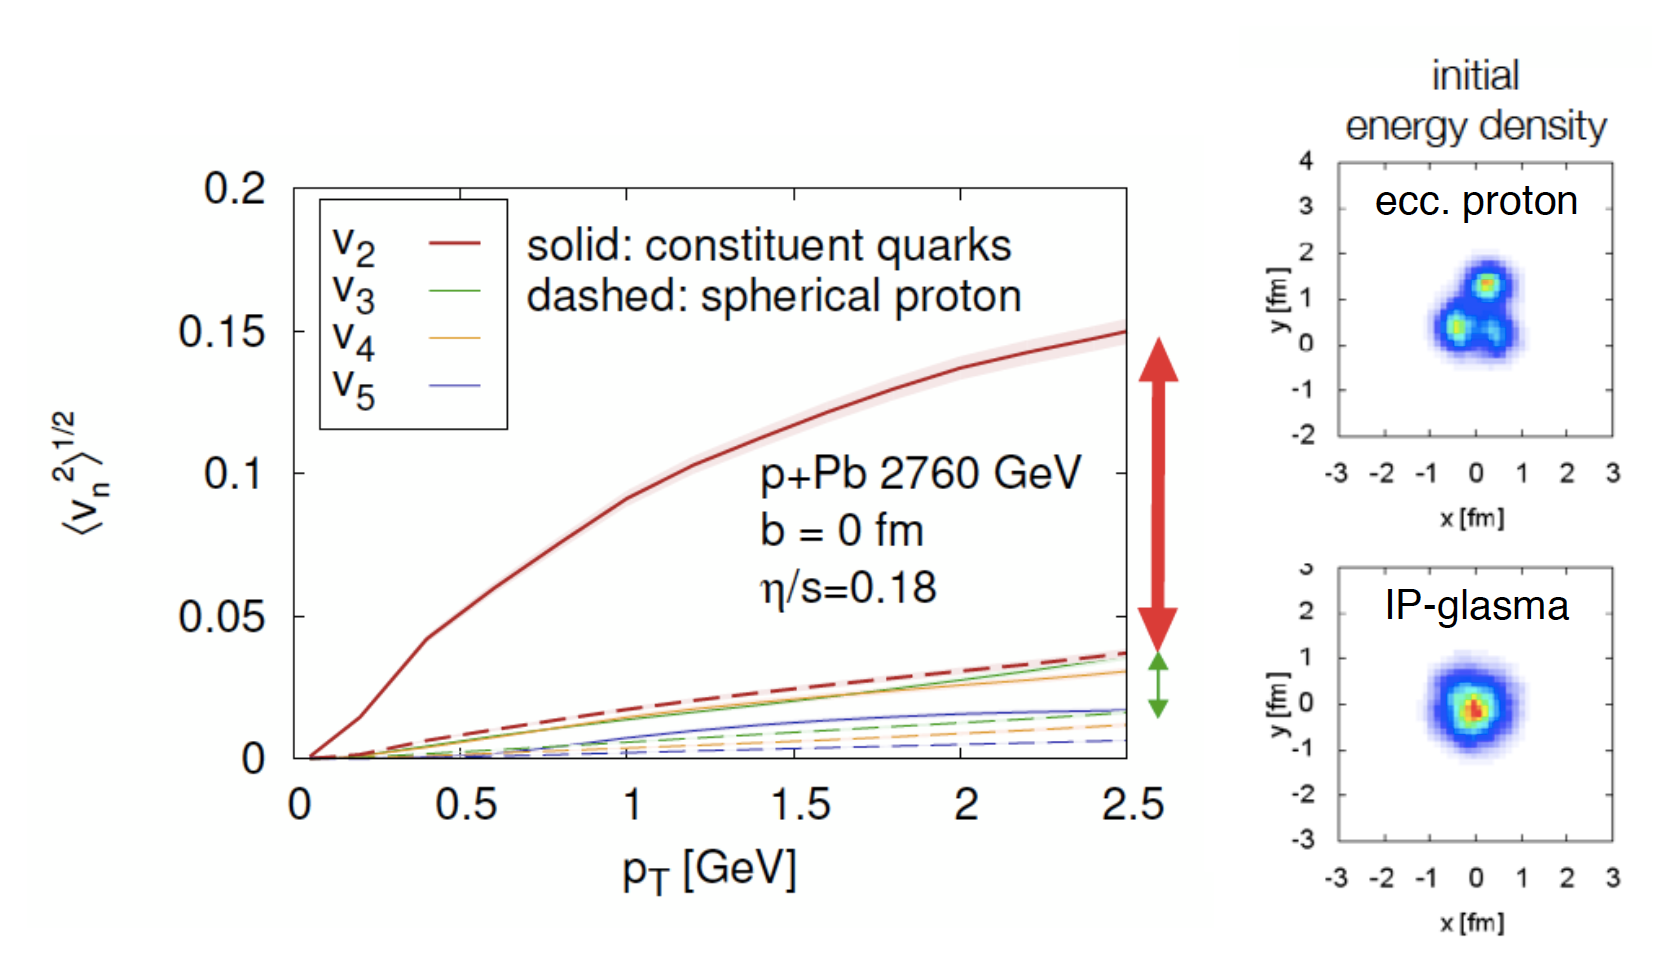 initial
energy density
0.2
0.15
0.1
0.05
0
0 0.5 1 1.5 2 2.5
⟨vn2⟩1/2
pT [GeV]
v2
v3
v4
v5
solid: constituent quarks
dashed: spherical proton
p+Pb 2760 GeV
b = 0 fm
η/s=0.18
ecc. proton
4
3
2
1
0
-1
-2
-3 -2 -1 0 1 2 3
y [fm]
x [fm]
IP-glasma
3
2
1
0
-1
-2
-3
-3 -2 -1 0 1 2 3
y [fm]
x [fm]